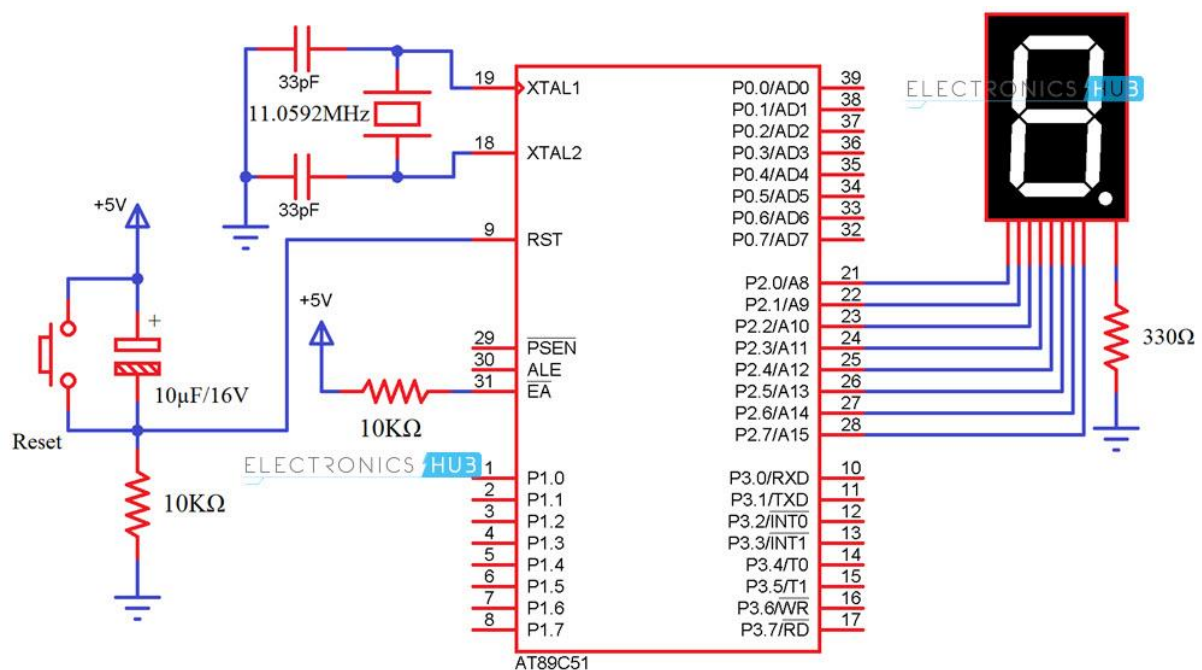 33pF
11.0592MHz
33pF
+5V
10µF/16V
Reset
10KΩ
+5V
10KΩ
ELECTRONICS HUB
19 XTAL1
18 XTAL2
9 RST
29 PSEN
30 ALE
31 EA
1 P1.0
2 P1.1
3 P1.2
4 P1.3
5 P1.4
6 P1.5
7 P1.6
8 P1.7
P0.0/AD0 39
P0.1/AD1 38
P0.2/AD2 37
P0.3/AD3 36
P0.4/AD4 35
P0.5/AD5 34
P0.6/AD6 33
P0.7/AD7 32
P2.0/A8 21
P2.1/A9 22
P2.2/A10 23
P2.3/A11 24
P2.4/A12 25
P2.5/A13 26
P2.6/A14 27
P2.7/A15 28
P3.0/RXD 10
P3.1/TXD 11
P3.2/INT0 12
P3.3/INT1 13
P3.4/T0 14
P3.5/T1 15
P3.6/WR 16
P3.7/RD 17
AT89C51
ELECTRONICS HUB
330Ω